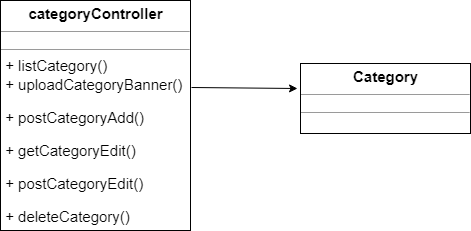 categoryController
+ listCategory()
+ uploadCategoryBanner()
+ postCategoryAdd()
+ getCategoryEdit()
+ postCategoryEdit()
+ deleteCategory()
Category